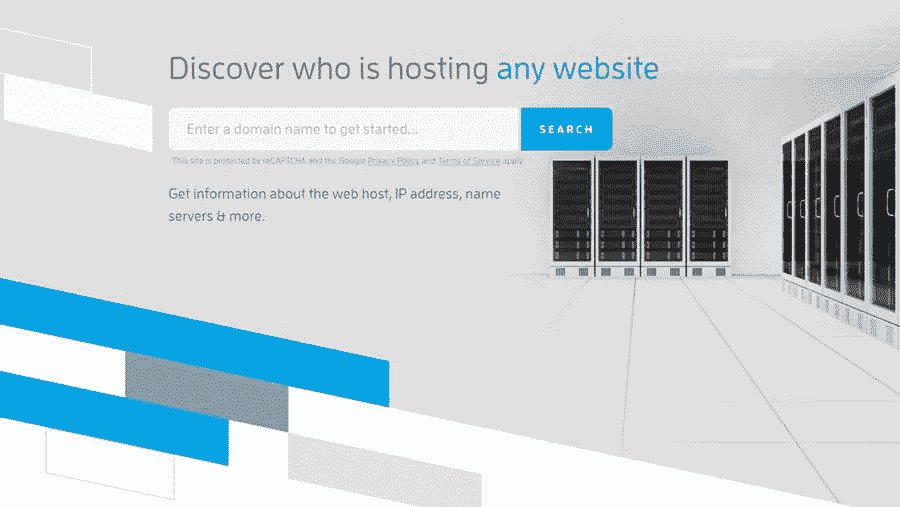 Discover who is hosting any website
Enter a domain name to get started...
SEARCH
This site is protected by reCAPTCHA and the Google Privacy Policy and Terms of Service apply.
Get information about the web host, IP address, name
servers & more.